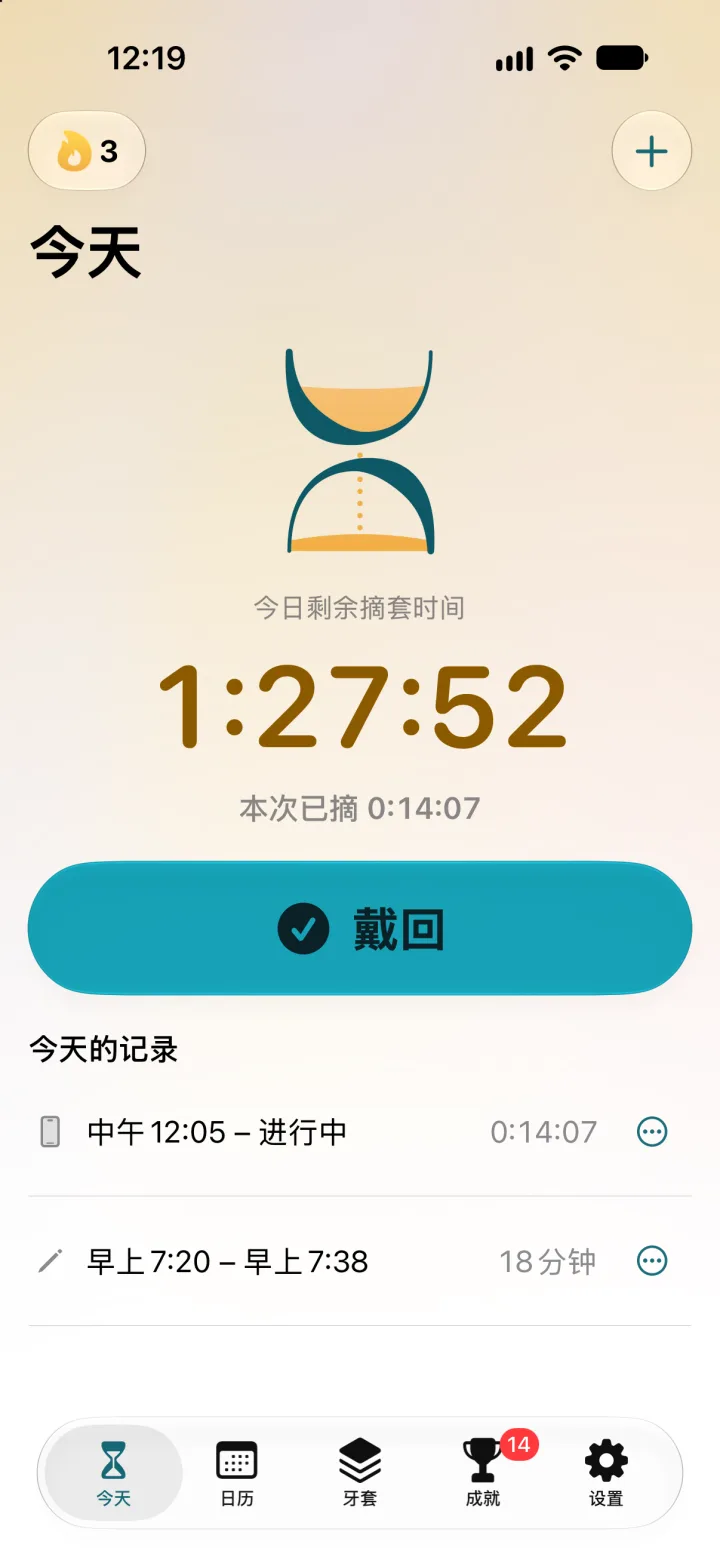 12:19
3
今天
今日剩余摘套时间
1:27:52
本次已摘 0:14:07
戴回
今天的记录
中午 12:05 – 进行中 0:14:07
早上 7:20 – 早上 7:38 18 分钟
14
今天 日历 牙套 成就 设置